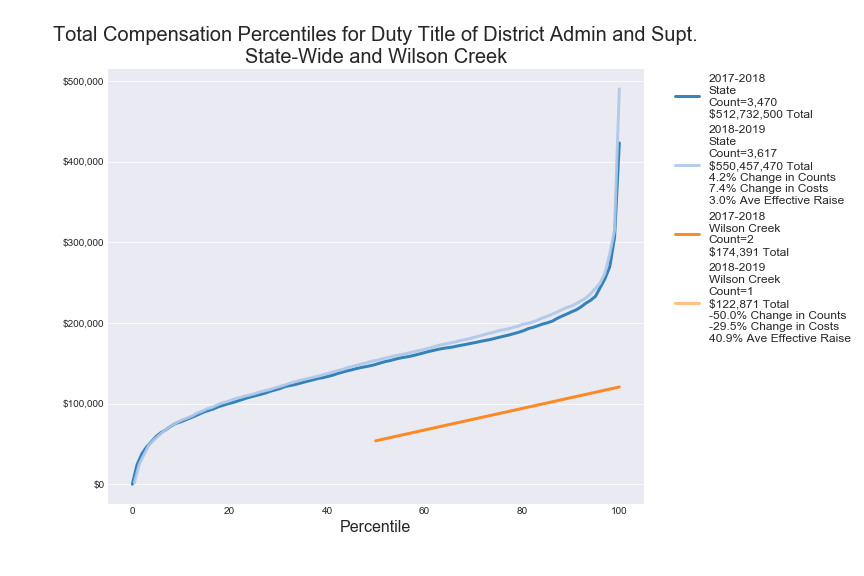 Total Compensation Percentiles for Duty Title of District Admin and Supt.
State-Wide and Wilson Creek
$500,000
$400,000
$300,000
$200,000
$100,000
$0
0 20 40 60 80 100
Percentile
2017-2018
State
Count=3,470
$512,732,500 Total
2018-2019
State
Count=3,617
$550,457,470 Total
4.2% Change in Counts
7.4% Change in Costs
3.0% Ave Effective Raise
2017-2018
Wilson Creek
Count=2
$174,391 Total
2018-2019
Wilson Creek
Count=1
$122,871 Total
-50.0% Change in Counts
-29.5% Change in Costs
40.9% Ave Effective Raise